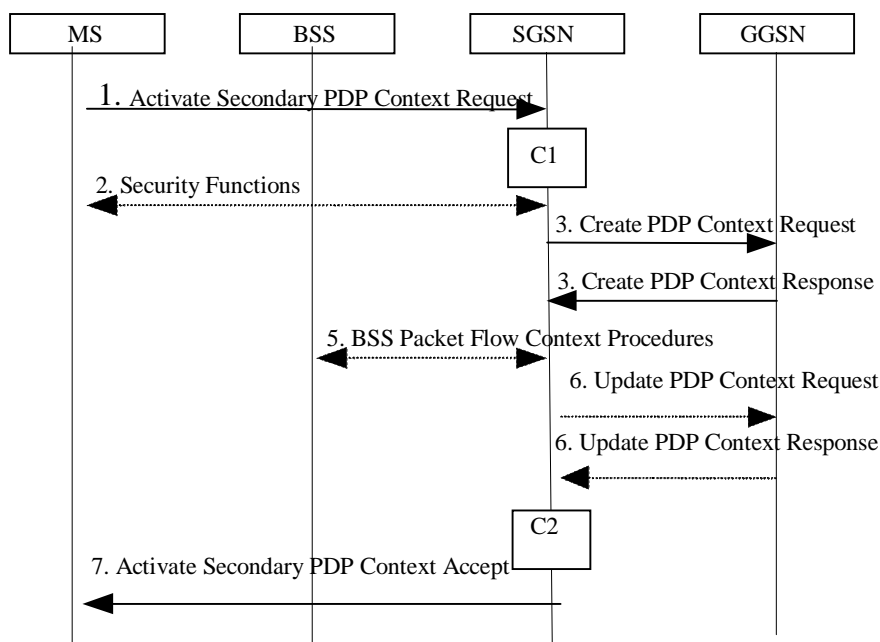 MS
BSS
SGSN
GGSN
1. Activate Secondary PDP Context Request
C1
2. Security Functions
3. Create PDP Context Request
3. Create PDP Context Response
5. BSS Packet Flow Context Procedures
6. Update PDP Context Request
6. Update PDP Context Response
C2
7. Activate Secondary PDP Context Accept